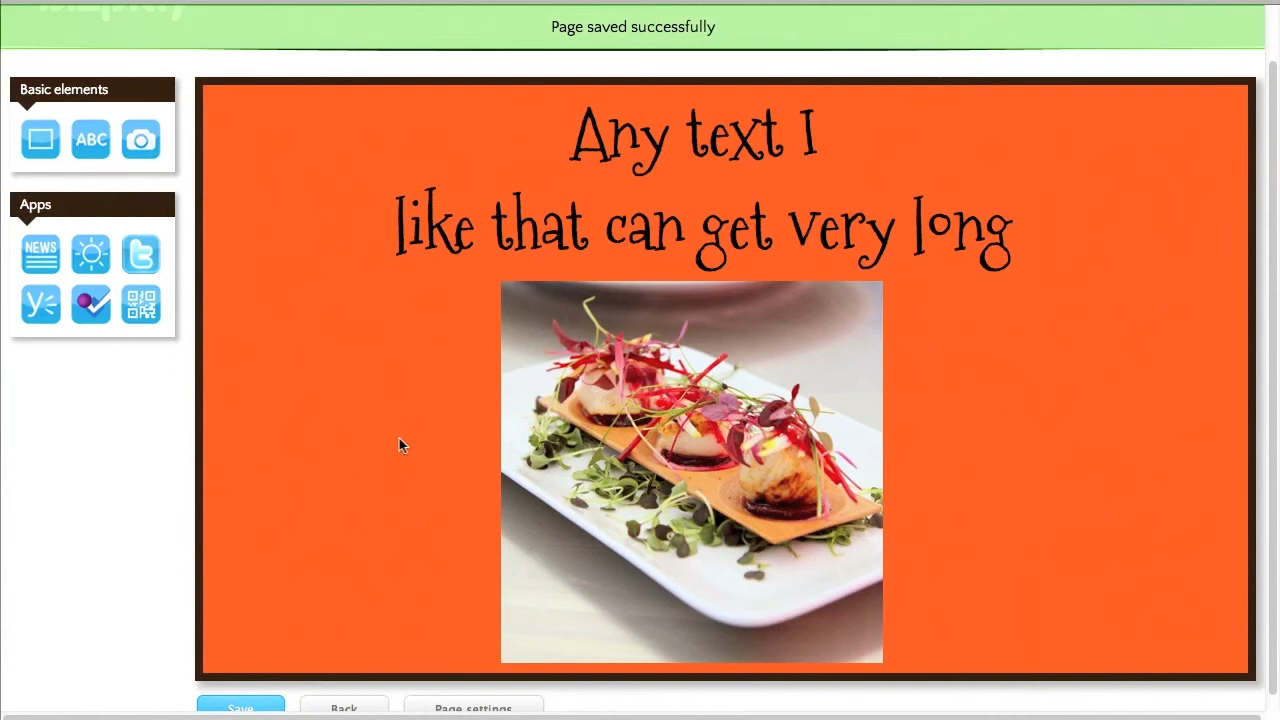 Page saved successfully
Basic elements
ABC
Apps
NEWS
Any text I
like that can get very long
Save
Back
Page settings